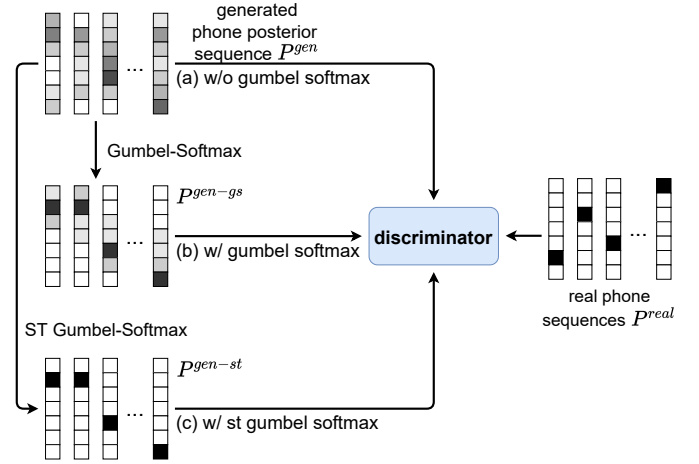 generated
phone posterior
sequence P^{gen}
...
(a) w/o gumbel softmax
Gumbel-Softmax
P^{gen-gs}
...
(b) w/ gumbel softmax
discriminator
...
real phone
sequences P^{real}
ST Gumbel-Softmax
P^{gen-st}
...
(c) w/ st gumbel softmax